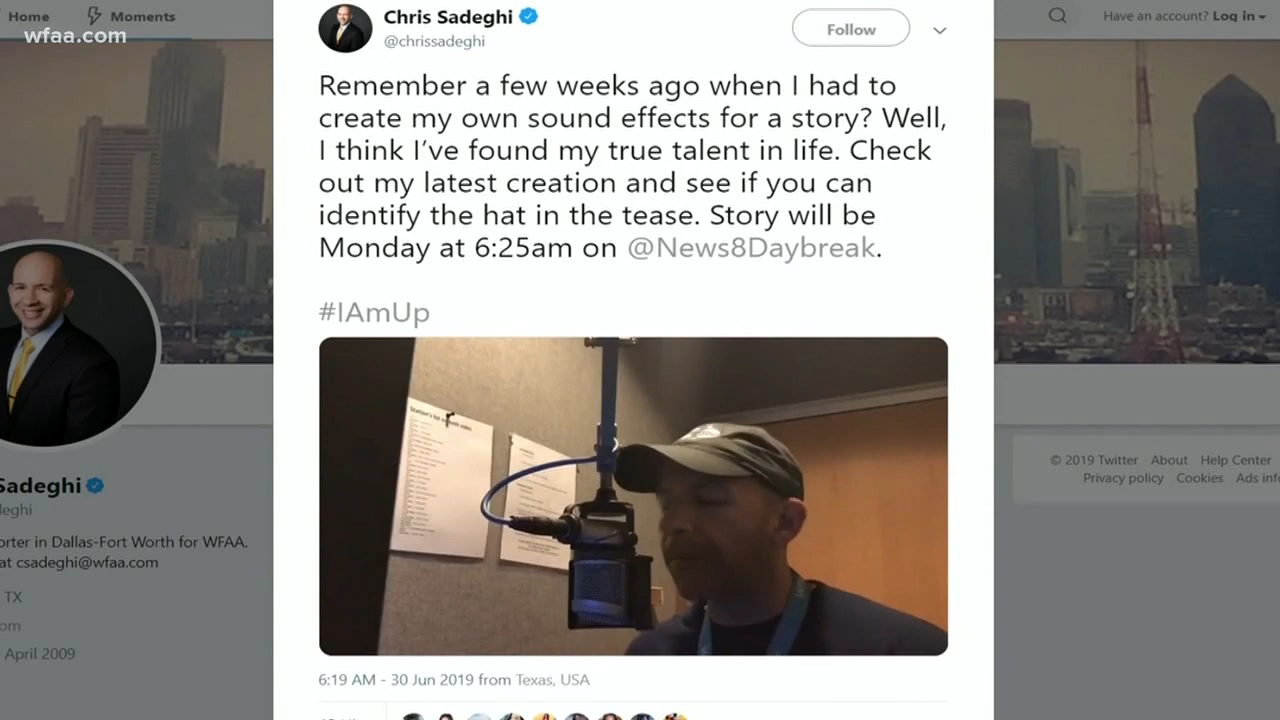 Home
Moments
Have an account? Log in
wfaa.com
Chris Sadeghi
@chrissadeghi
Follow
Remember a few weeks ago when I had to
create my own sound effects for a story? Well,
I think I've found my true talent in life. Check
out my latest creation and see if you can
identify the hat in the tease. Story will be
Monday at 6:25am on @News8Daybreak.
#IAmUp
6:19 AM - 30 Jun 2019 from Texas, USA
Sadeghi
deghi
orter in Dallas-Fort Worth for WFAA.
at csadeghi@wfaa.com
TX
om
April 2009
© 2019 Twitter About Help Center
Privacy policy Cookies Ads info